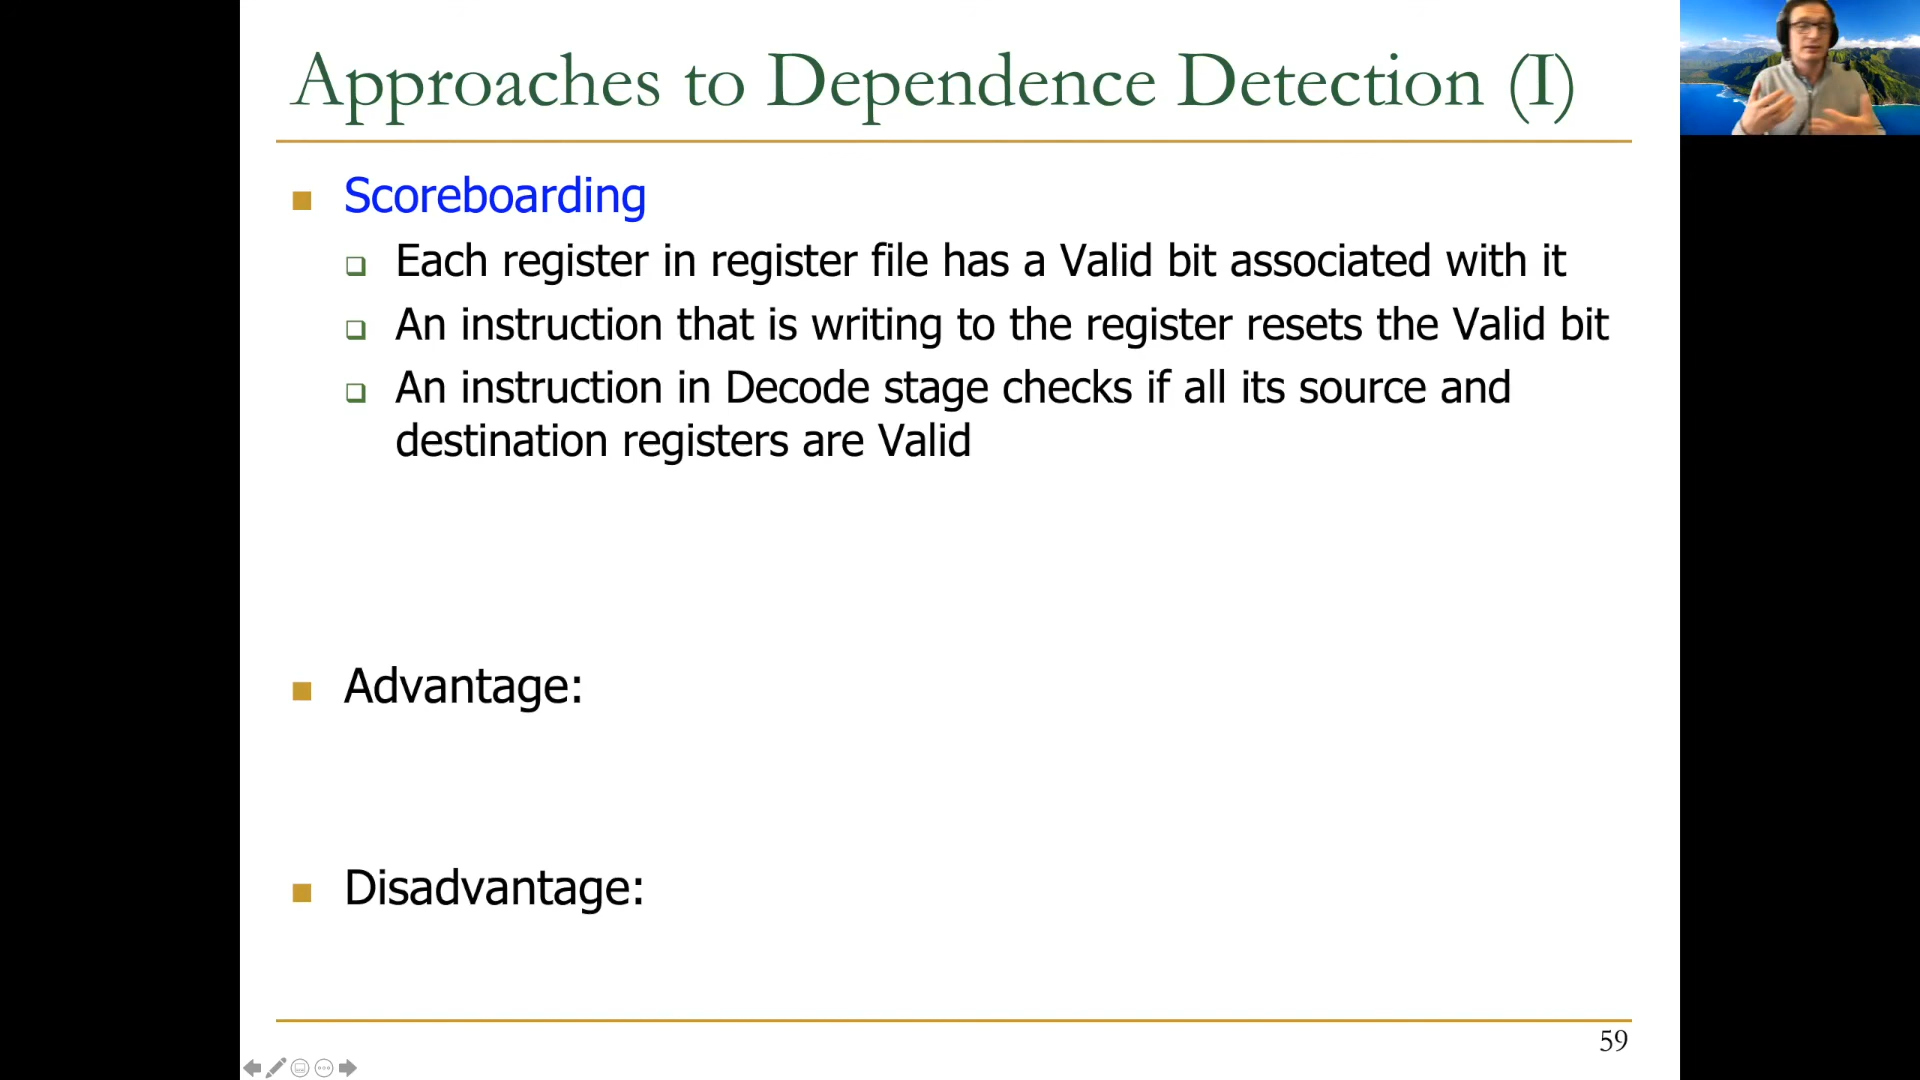 Approaches to Dependence Detection (I)
Scoreboarding
Each register in register file has a Valid bit associated with it
An instruction that is writing to the register resets the Valid bit
An instruction in Decode stage checks if all its source and
destination registers are Valid
Advantage:
Disadvantage:
59